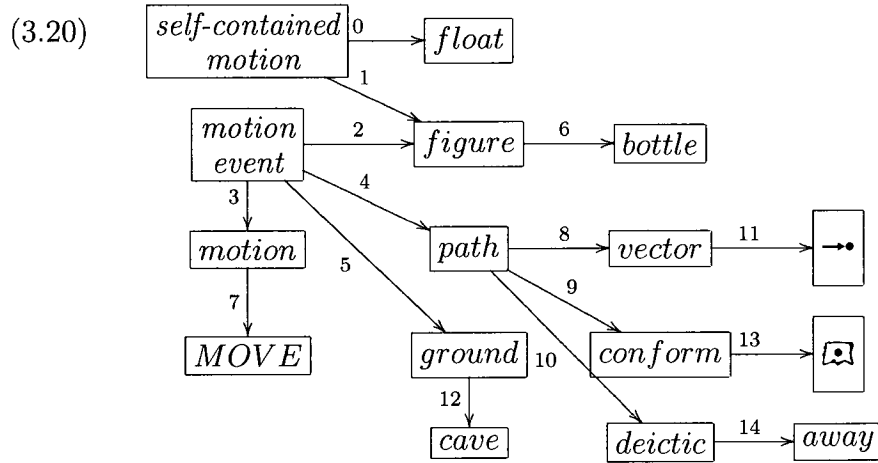 (3.20)
self-contained 0 float
motion
1
motion 2 figure 6 bottle
event
3 4
motion 5 path 8 vector 11
7 9
MOVE ground 10 conform 13
12
cave deictic 14 away